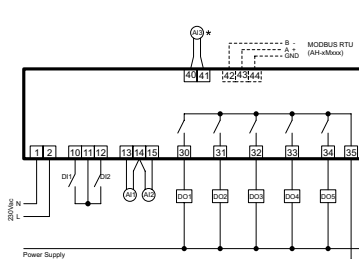 AI3 *
B -
A +
GND
MODBUS RTU
(AH-xMxxx)
40 41 42 43 44
1 2 10 11 12 13 14 15 30 31 32 33 34 35
DI1 DI2
AI1 AI2
DO1 DO2 DO3 DO4 DO5
230Vac
N
L
Power Supply